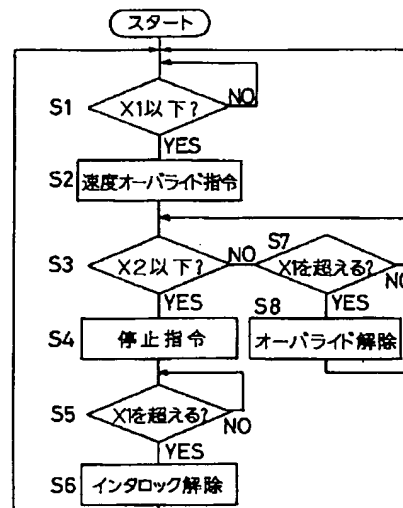 スタート
S1
X1以下?
NO
YES
S2
速度オーバライド指令
S3
X2以下?
NO
YES
S7
X1を超える?
NO
YES
S4
停止指令
S8
オーバライド解除
S5
X1を超える?
NO
YES
S6
インタロック解除